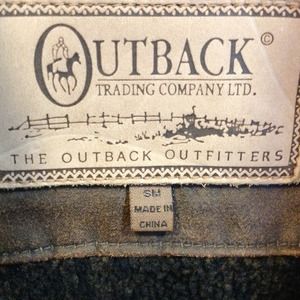 OUTBACK ©
TRADING COMPANY LTD.
THE OUTBACK OUTFITTERS
SM
MADE IN
CHINA